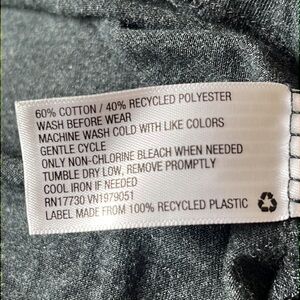 60% COTTON / 40% RECYCLED POLYESTER
WASH BEFORE WEAR
MACHINE WASH COLD WITH LIKE COLORS
GENTLE CYCLE
ONLY NON-CHLORINE BLEACH WHEN NEEDED
TUMBLE DRY LOW, REMOVE PROMPTLY
COOL IRON IF NEEDED
RN17730 VN1979051
LABEL MADE FROM 100% RECYCLED PLASTIC